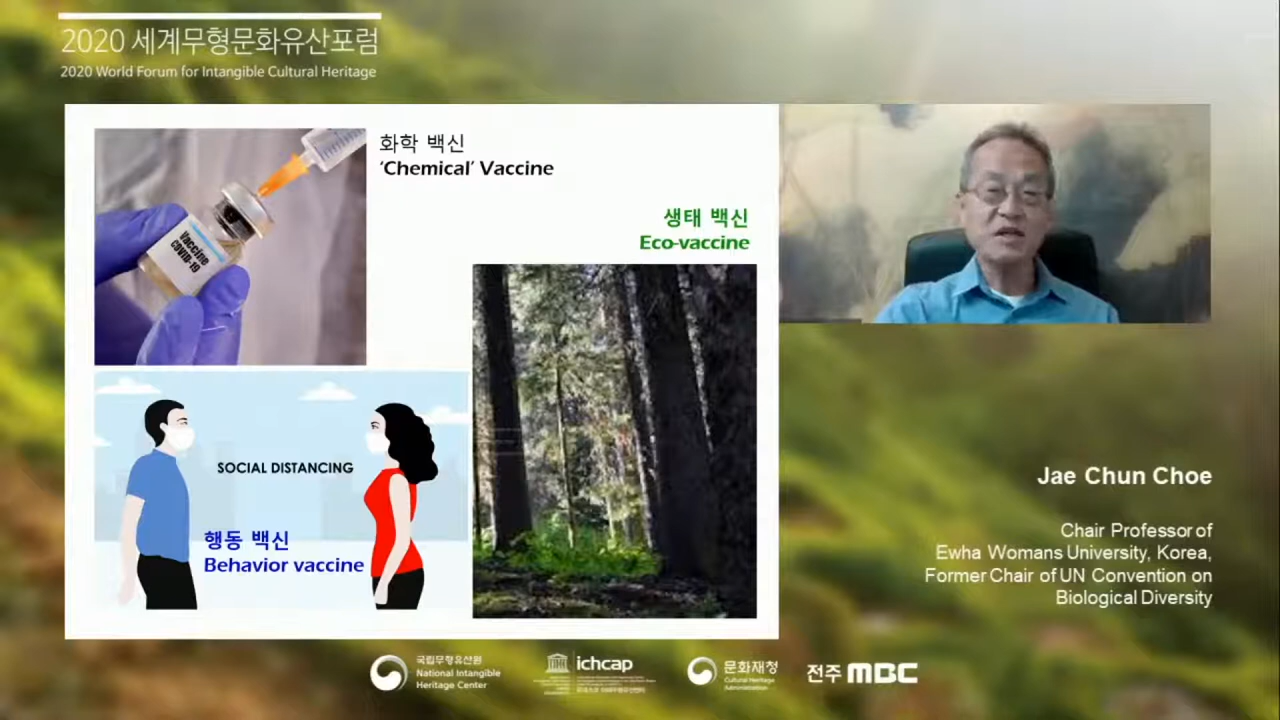 2020 세계무형문화유산포럼
2020 World Forum for Intangible Cultural Heritage
화학 백신
‘Chemical’ Vaccine
생태 백신
Eco-vaccine
Vaccine
COVID-19
SOCIAL DISTANCING
행동 백신
Behavior vaccine
Jae Chun Choe
Chair Professor of
Ewha Womans University, Korea,
Former Chair of UN Convention on
Biological Diversity
국립무형유산원
National Intangible
Heritage Center
ichcap
문화재청
Cultural Heritage
Administration
전주 MBC